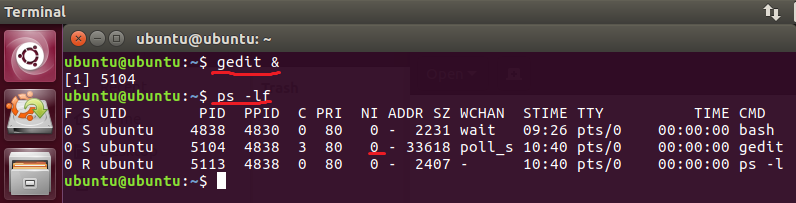 Terminal
ubuntu@ubuntu: ~
ubuntu@ubuntu:~$ gedit &
[1] 5104
ubuntu@ubuntu:~$ ps -lf
F S UID        PID  PPID  C PRI  NI ADDR SZ WCHAN  STIME TTY          TIME CMD
0 S ubuntu    4838  4830  0  80   0 -  2231 wait   09:26 pts/0    00:00:00 bash
0 S ubuntu    5104  4838  3  80   0 - 33618 poll_s 10:40 pts/0    00:00:00 gedit
0 R ubuntu    5113  4838  0  80   0 -  2407 -      10:40 pts/0    00:00:00 ps -l
ubuntu@ubuntu:~$